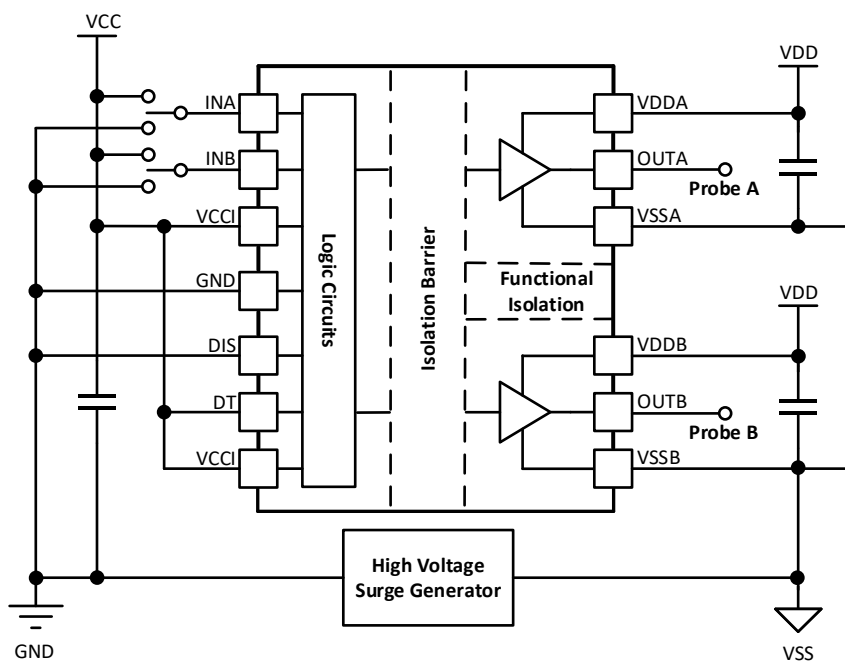 VCC
VDD
INA
VDDA
INB
OUTA
Probe A
VCCI
VSSA
Logic Circuits
Isolation Barrier
GND
Functional
Isolation
VDD
DIS
VDDB
DT
OUTB
Probe B
VCCI
VSSB
High Voltage
Surge Generator
GND
VSS